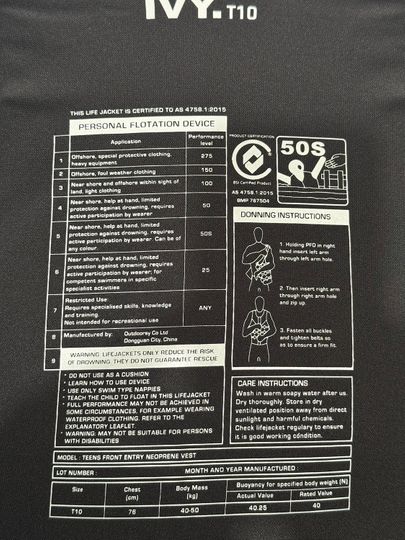 IVY. T10
THIS LIFE JACKET IS CERTIFIED TO AS 4758.1:2015
PERSONAL FLOTATION DEVICE
Application Performance level
1 Offshore, special protective clothing, heavy equipment 275
2 Offshore, foul weather clothing 150
3 Near shore and offshore within sight of land, light clothing 100
4 Near shore, help at hand, limited protection against drowning, requires active participation by wearer 50
5 Near shore, help at hand, limited protection against drowning, requires active participation by wearer. Can be of any colour. 50S
6 Near shore, help at hand, limited protection against drowning, requires active participation by wearer; for competent swimmers in specific specialist activities 25
7 Restricted Use: Requires specialised skills, knowledge and training. Not intended for recreational use ANY
8 Manufactured by: Outdoorsy Co Ltd
Dongguan City, China
9 WARNING: LIFEJACKETS ONLY REDUCE THE RISK
OF DROWNING, THEY DO NOT GUARANTEE RESCUE
* DO NOT USE AS A CUSHION
* LEARN HOW TO USE DEVICE
* USE ONLY SWIM TYPE NAPPIES
* TEACH THE CHILD TO FLOAT IN THIS LIFEJACKET
* FULL PERFORMANCE MAY NOT BE ACHIEVED IN
SOME CIRCUMSTANCES. FOR EXAMPLE WEARING
WATERPROOF CLOTHING. REFER TO THE
EXPLANATORY LEAFLET.
* WARNING: MAY NOT BE SUITABLE FOR PERSONS
WITH DISABILITIES
PRODUCT CERTIFICATION
BSI Certified Product
AS 4758.1:2015
BMP 767504
50S
DONNING INSTRUCTIONS
1. Holding PFD in right
hand insert left arm
through left arm hole.
2. Then insert right arm
through right arm hole
and zip up.
3. Fasten all buckles
and tighten belts so
as to ensure a firm fit.
CARE INSTRUCTIONS
Wash in warm soapy water after us.
Dry thoroughly. Store in dry
ventilated position away from direct
sunlight and harmful chemicals.
Check lifejacket regulary to ensure
it is good working condition.
MODEL : TEENS FRONT ENTRY NEOPRENE VEST
LOT NUMBER : MONTH AND YEAR MANUFACTURED :
Size Chest (cm) Body Mass (kg) Buoyancy for specified body weight (N)
Actual Value Rated Value
T10 76 40-50 40.25 40